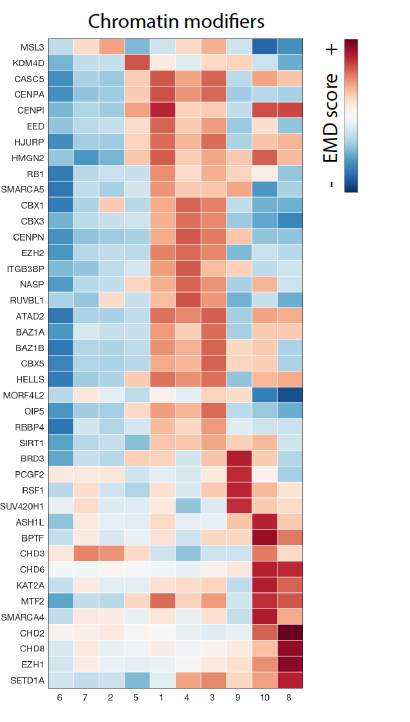 Chromatin modifiers
MSL3
KDM4D
CASC5
CENPA
CENPI
EED
HJURP
HMGN2
RB1
SMARCA5
CBX1
CBX3
CENPN
EZH2
ITGB3BP
NASP
RUVBL1
ATAD2
BAZ1A
BAZ1B
CBX5
HELLS
MORF4L2
OIP5
RBBP4
SIRT1
BRD3
PCGF2
RSF1
SUV420H1
ASH1L
BPTF
CHD3
CHD6
KAT2A
MTF2
SMARCA4
CHD2
CHD8
EZH1
SETD1A
6 7 2 5 1 4 3 9 10 8
- EMD score +